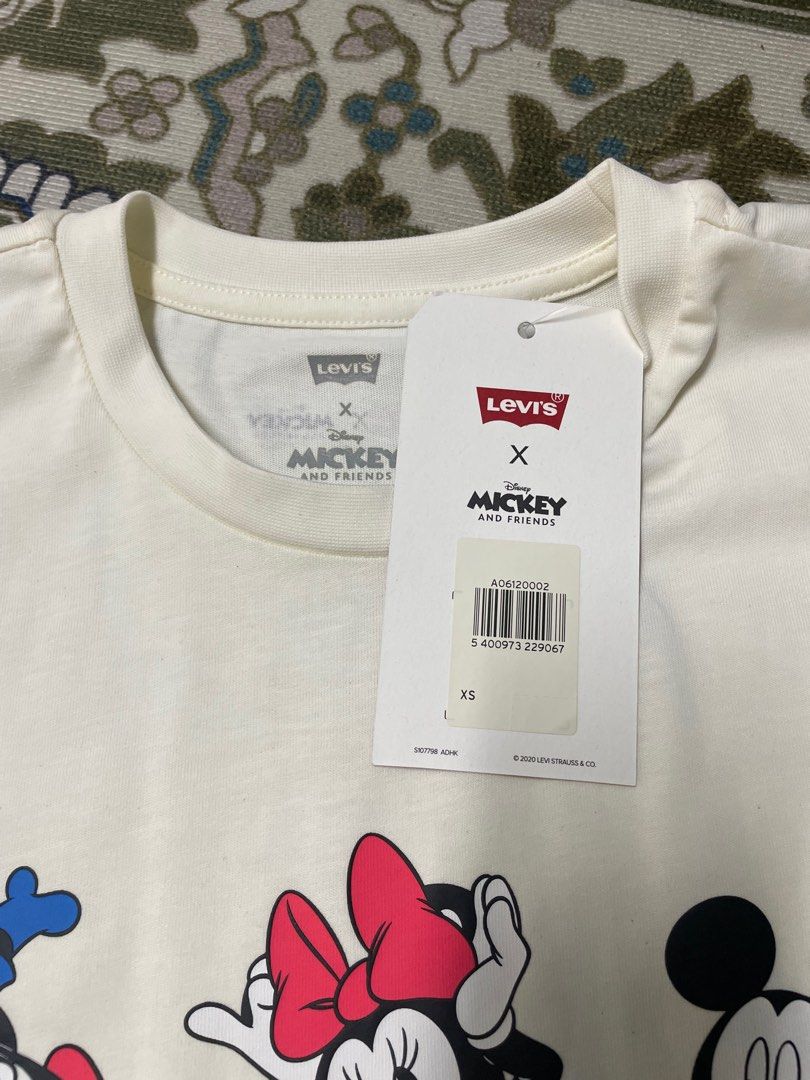 LEVI'S®
X
Disney
MICKEY
AND FRIENDS
LEVI'S®
X
Disney
MICKEY
AND FRIENDS
A06120002
5 400973 229067
XS
S107798 ADHK
© 2020 LEVI STRAUSS & CO.